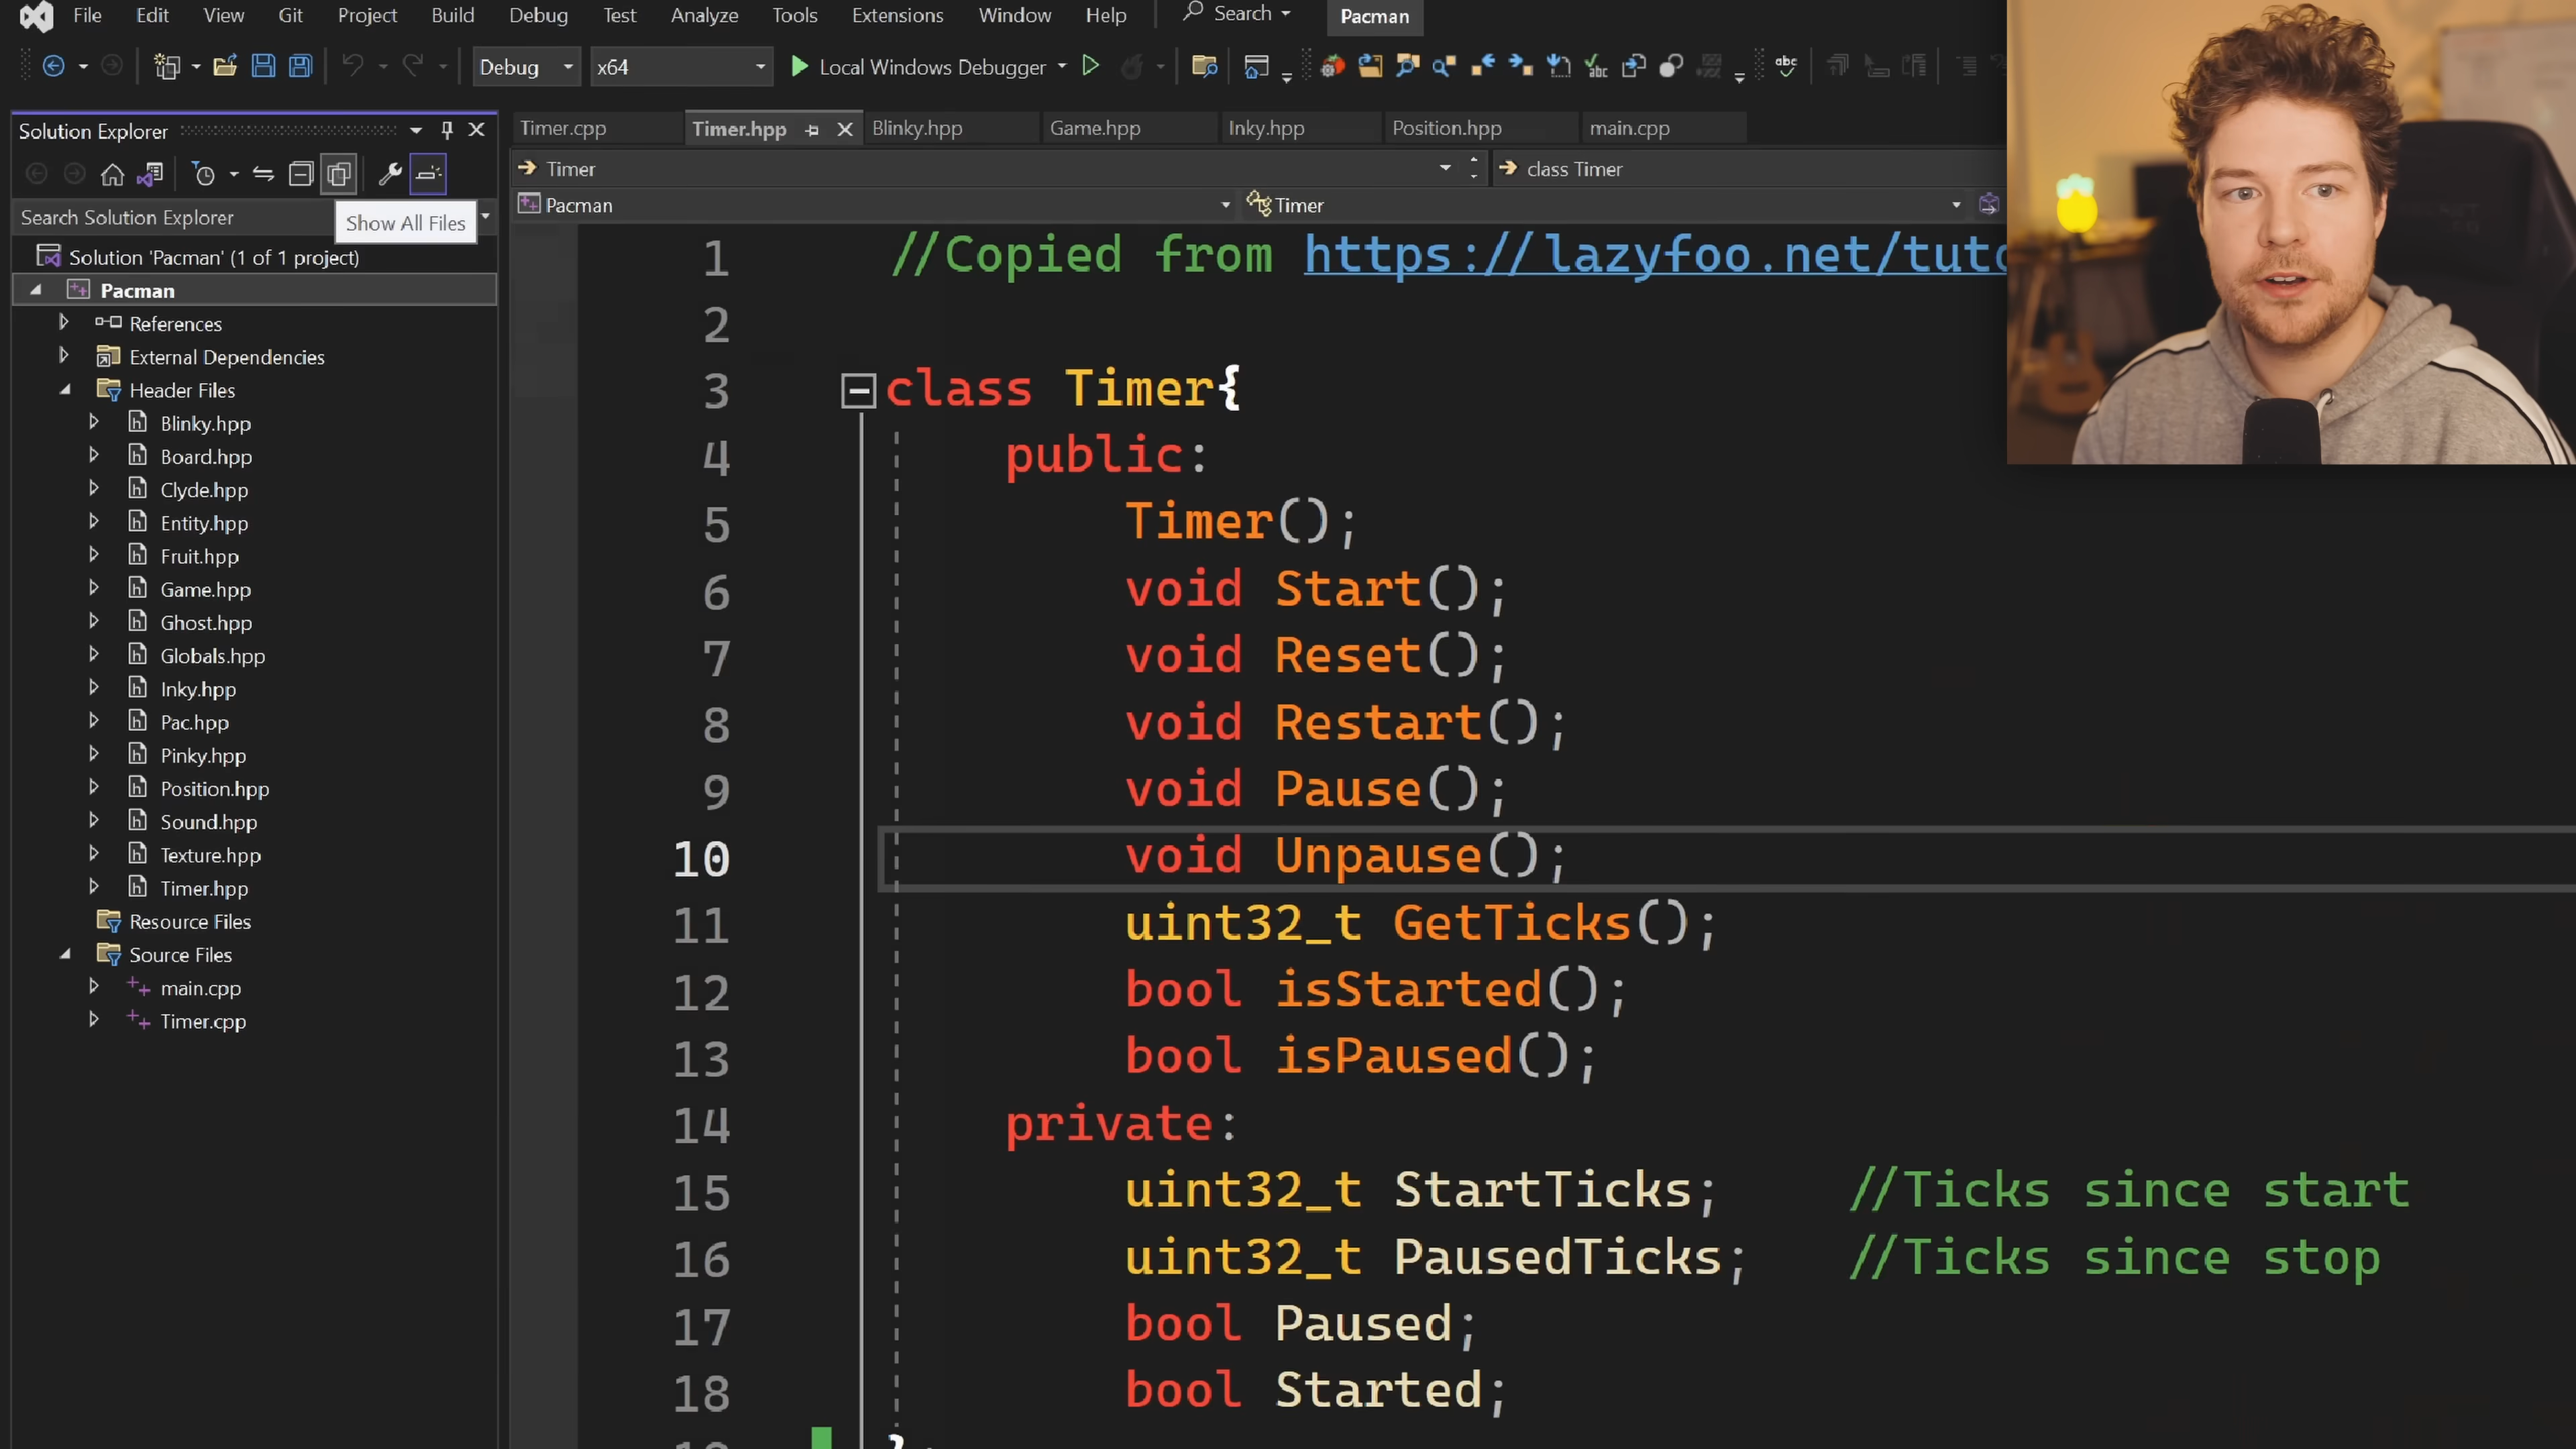 File Edit View Git Project Build Debug Test Analyze Tools Extensions Window Help Search Pacman
Debug x64 Local Windows Debugger
Solution Explorer
Timer.cpp Timer.hpp Blinky.hpp Game.hpp Inky.hpp Position.hpp main.cpp
Timer class Timer
Pacman Timer
Search Solution Explorer
Show All Files
Solution 'Pacman' (1 of 1 project)
Pacman
References
External Dependencies
Header Files
Blinky.hpp
Board.hpp
Clyde.hpp
Entity.hpp
Fruit.hpp
Game.hpp
Ghost.hpp
Globals.hpp
Inky.hpp
Pac.hpp
Pinky.hpp
Position.hpp
Sound.hpp
Texture.hpp
Timer.hpp
Resource Files
Source Files
main.cpp
Timer.cpp
1 //Copied from https://lazyfoo.net/tuto
2
3 class Timer{
4 public:
5 Timer();
6 void Start();
7 void Reset();
8 void Restart();
9 void Pause();
10 void Unpause();
11 uint32_t GetTicks();
12 bool isStarted();
13 bool isPaused();
14 private:
15 uint32_t StartTicks; //Ticks since start
16 uint32_t PausedTicks; //Ticks since stop
17 bool Paused;
18 bool Started;